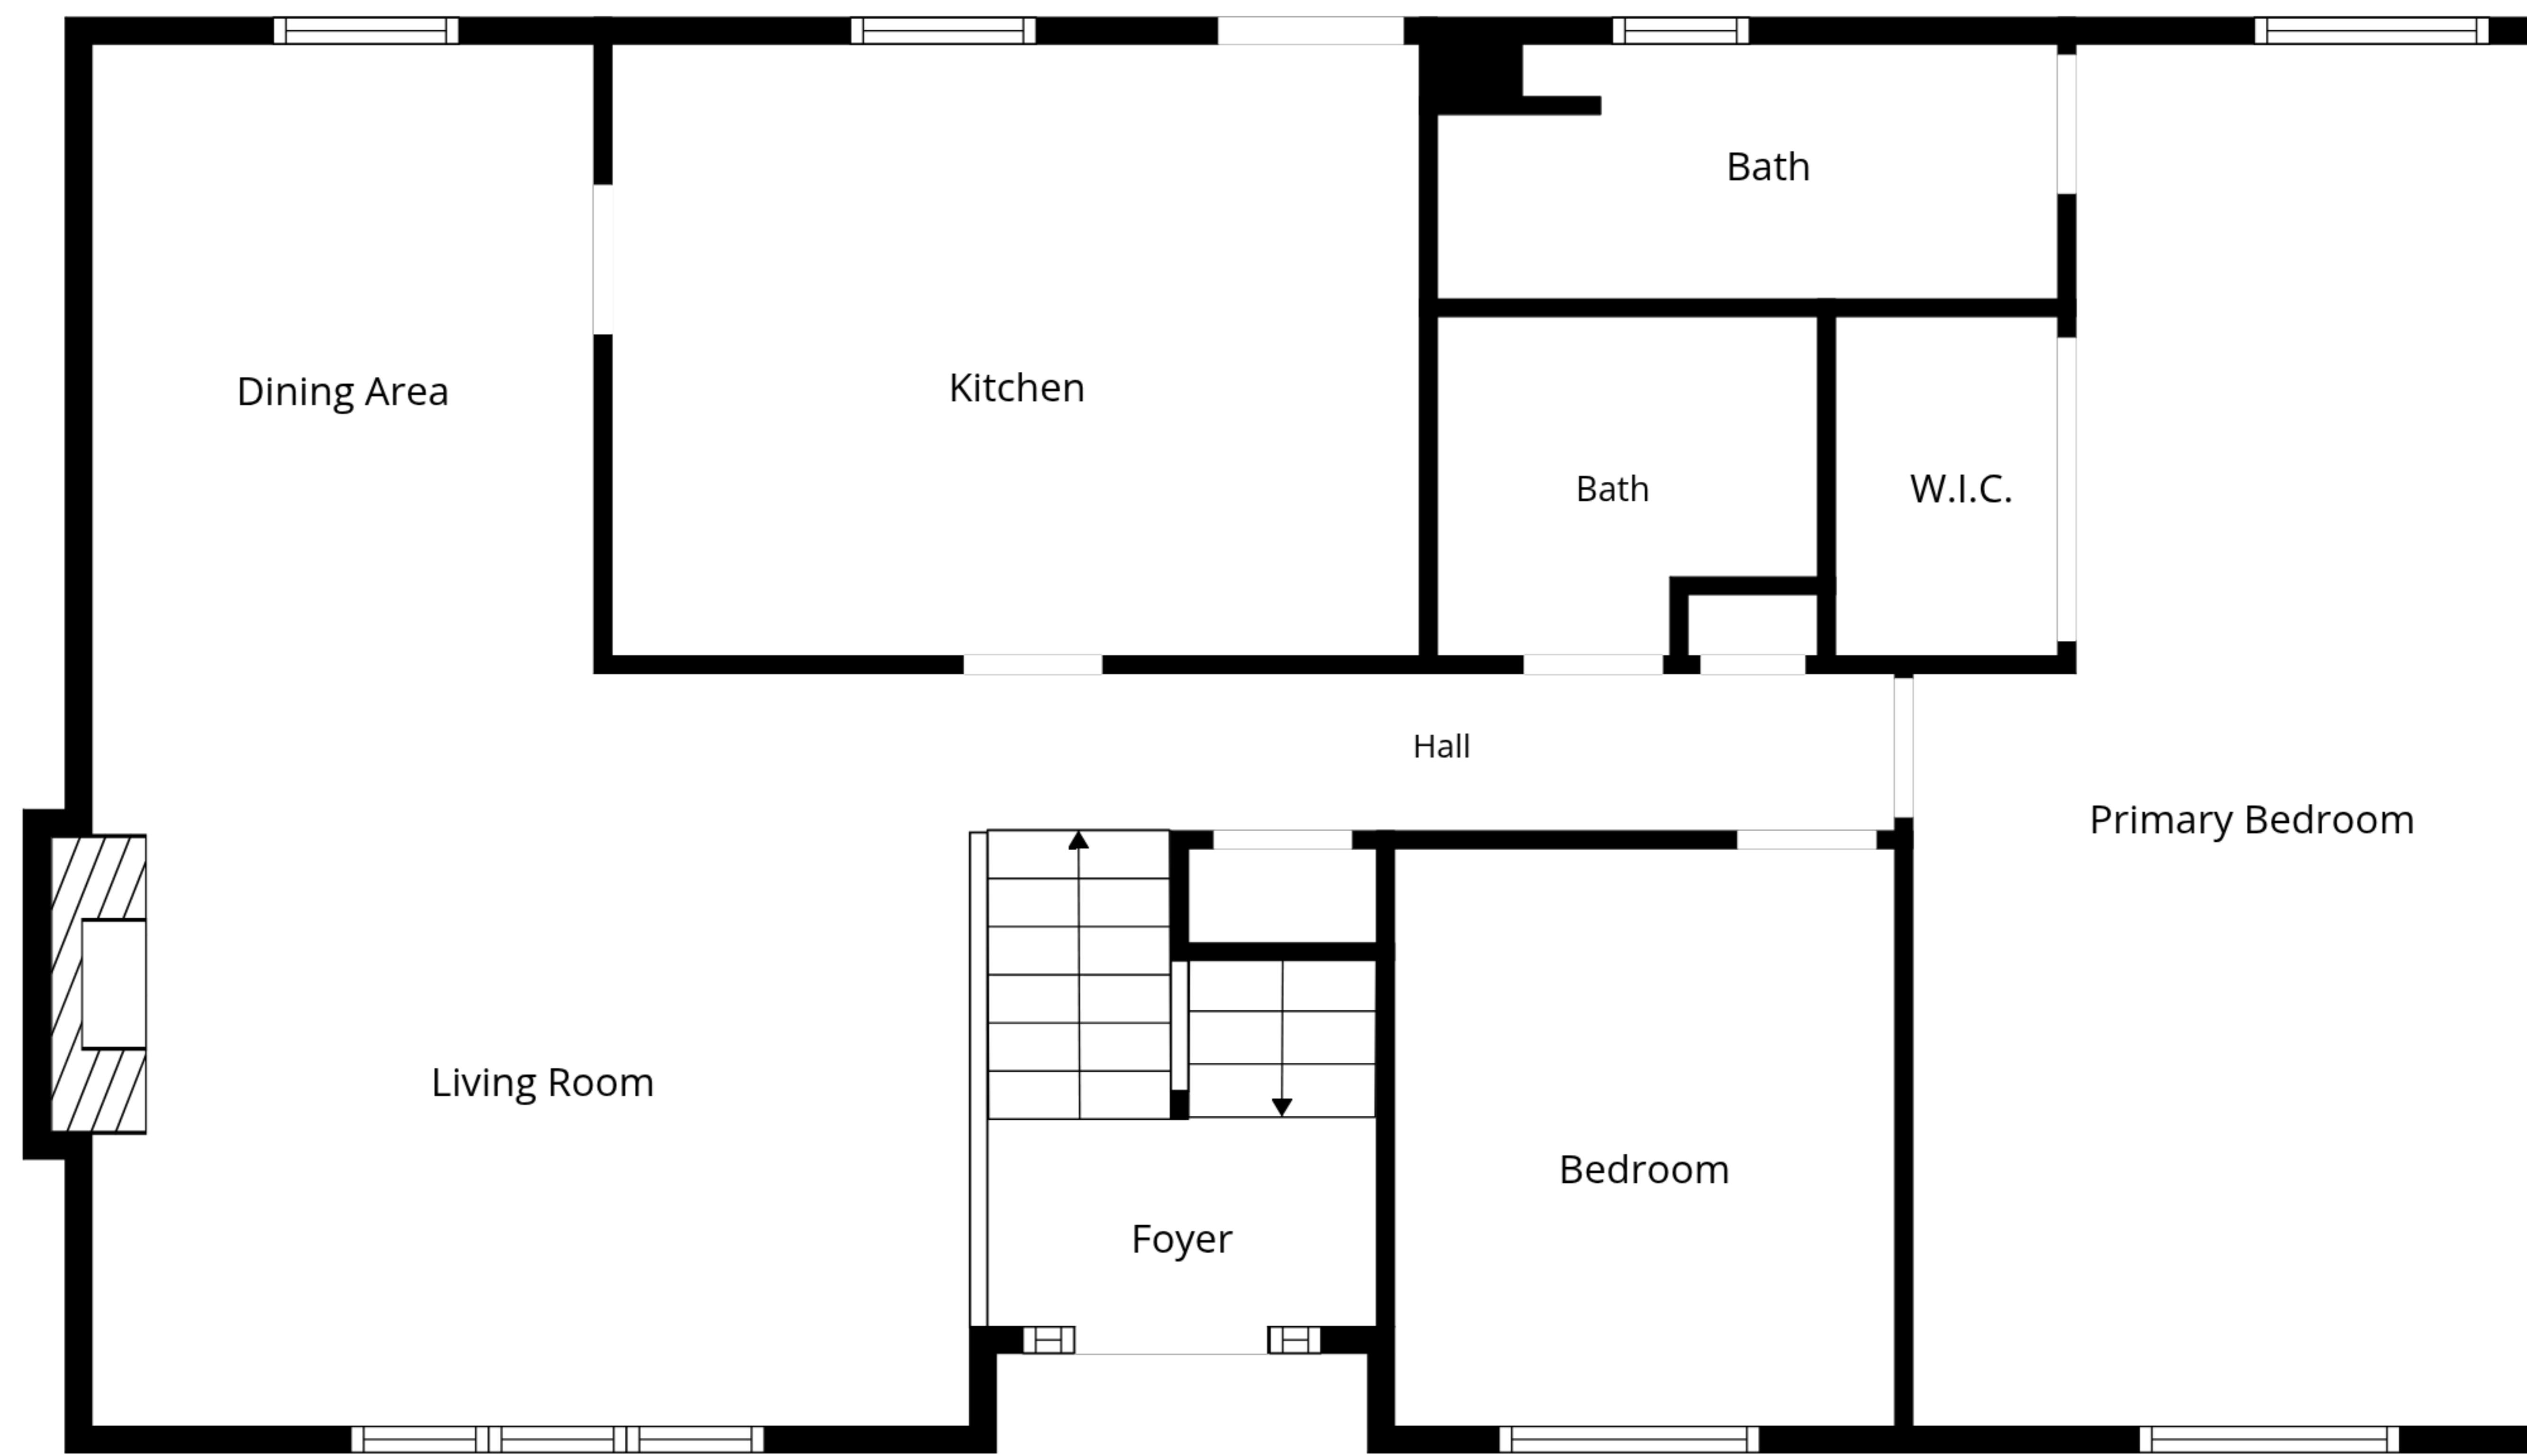 Bath
Dining Area
Kitchen
Bath
W.I.C.
Hall
Primary Bedroom
Living Room
Bedroom
Foyer